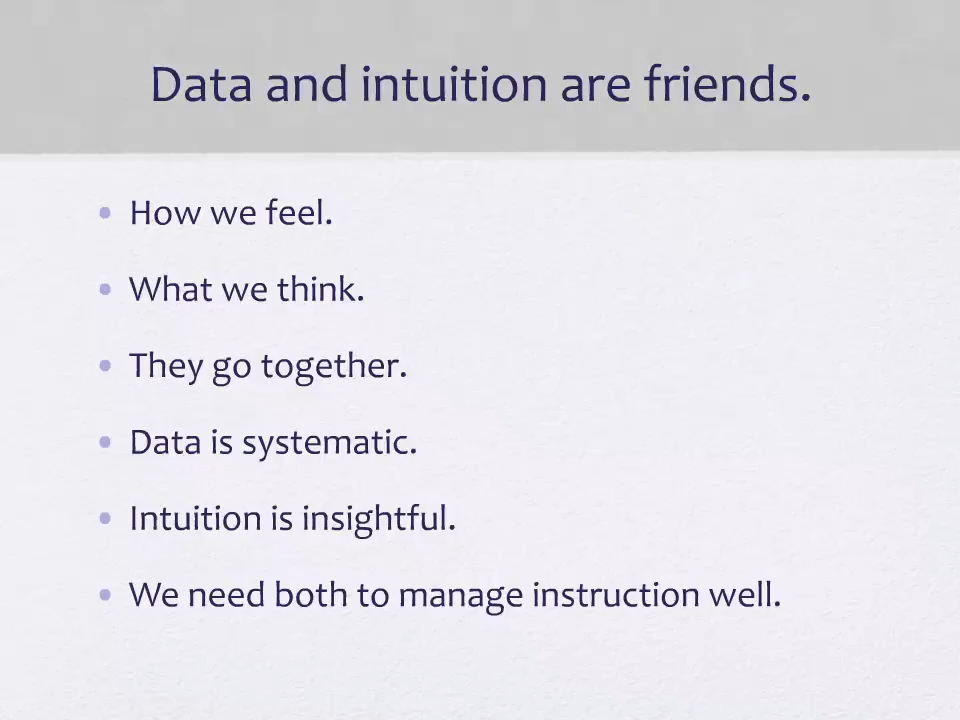 Data and intuition are friends.
• How we feel.
• What we think.
• They go together.
• Data is systematic.
• Intuition is insightful.
• We need both to manage instruction well.